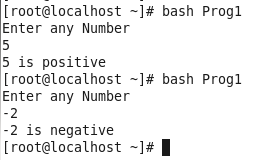 [root@localhost ~]# bash Prog1
Enter any Number
5
5 is positive
[root@localhost ~]# bash Prog1
Enter any Number
-2
-2 is negative
[root@localhost ~]#